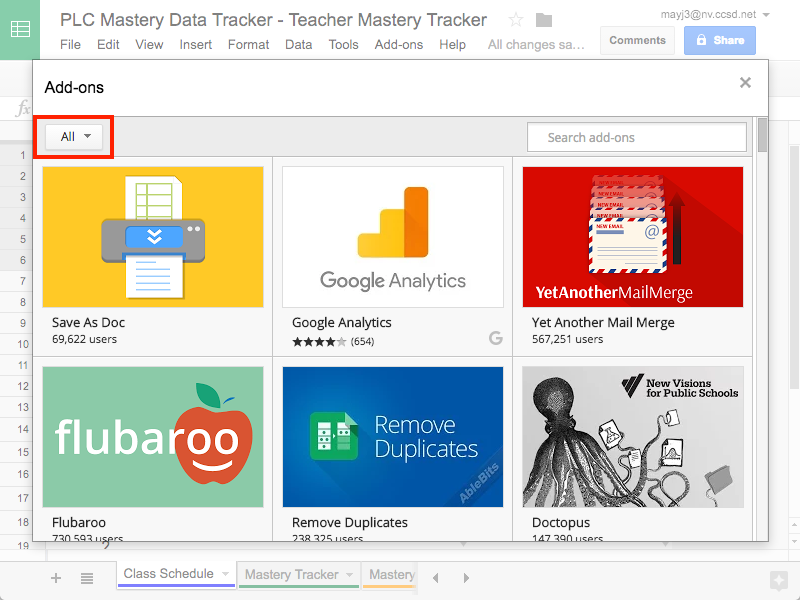 PLC Mastery Data Tracker - Teacher Mastery Tracker
mayj3@nv.ccsd.net
File Edit View Insert Format Data Tools Add-ons Help All changes sa...
Comments
Share
fx
Add-ons
All
Search add-ons
1
2
3
4
5
6
7
8
9
10
11
12
13
14
15
16
17
18
19
Google Analytics
NEW EMAIL
NEW EMAIL
NEW EMAIL
NEW EMAIL
NEW EMAIL
@
YetAnotherMailMerge
Save As Doc
69,622 users
Google Analytics
(654)
G
Yet Another Mail Merge
567,251 users
flubaroo
Remove
Duplicates
AbleBits
New Visions
for Public Schools
Flubaroo
730,593 users
Remove Duplicates
238,325 users
Doctopus
147,390 users
Class Schedule
Mastery Tracker
Mastery